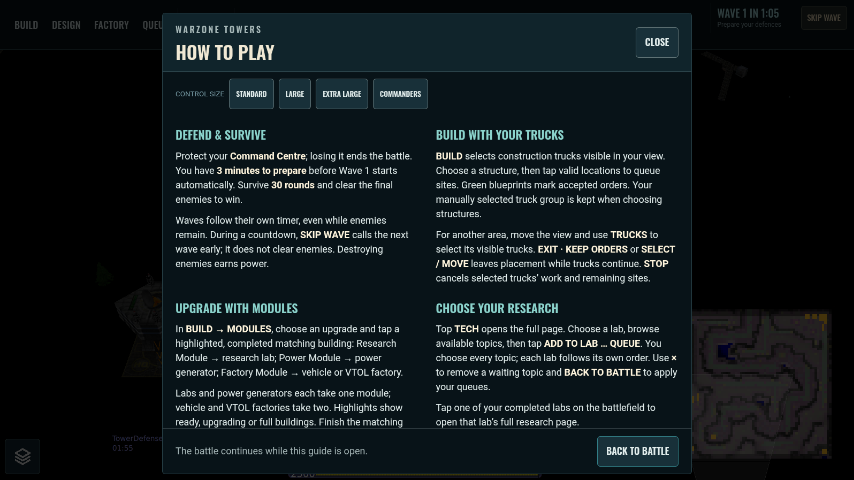 BUILD DESIGN FACTORY
WAVE 1 IN 1:05
Prepare your defences
SKIP WAVE
WARZONE TOWERS
HOW TO PLAY
CLOSE
CONTROL SIZE STANDARD LARGE EXTRA LARGE COMMANDERS
DEFEND & SURVIVE
Protect your Command Centre; losing it ends the battle.
You have 3 minutes to prepare before Wave 1 starts
automatically. Survive 30 rounds and clear the final
enemies to win.
Waves follow their own timer, even while enemies
remain. During a countdown, SKIP WAVE calls the next
wave early; it does not clear enemies. Destroying
enemies earns power.
BUILD WITH YOUR TRUCKS
BUILD selects construction trucks visible in your view.
Choose a structure, then tap valid locations to queue
sites. Green blueprints mark accepted orders. Your
manually selected truck group is kept when choosing
structures.
For another area, move the view and use TRUCKS to
select its visible trucks. EXIT · KEEP ORDERS or SELECT
/ MOVE leaves placement while trucks continue. STOP
cancels selected trucks' work and remaining sites.
UPGRADE WITH MODULES
In BUILD → MODULES, choose an upgrade and tap a
highlighted, completed matching building: Research
Module → research lab; Power Module → power
generator; Factory Module → vehicle or VTOL factory.
Labs and power generators each take one module;
vehicle and VTOL factories take two. Highlights show
ready, upgrading or full buildings. Finish the matching
CHOOSE YOUR RESEARCH
Top TECH opens the full page. Choose a lab, browse
available topics, then tap ADD TO LAB … QUEUE. You
choose every topic; each lab follows its own order. Use ×
to remove a waiting topic and BACK TO BATTLE to apply
your queues.
Tap one of your completed labs on the battlefield to
open that lab's full research page.
TowerDefense
01:55
The battle continues while this guide is open.
BACK TO BATTLE